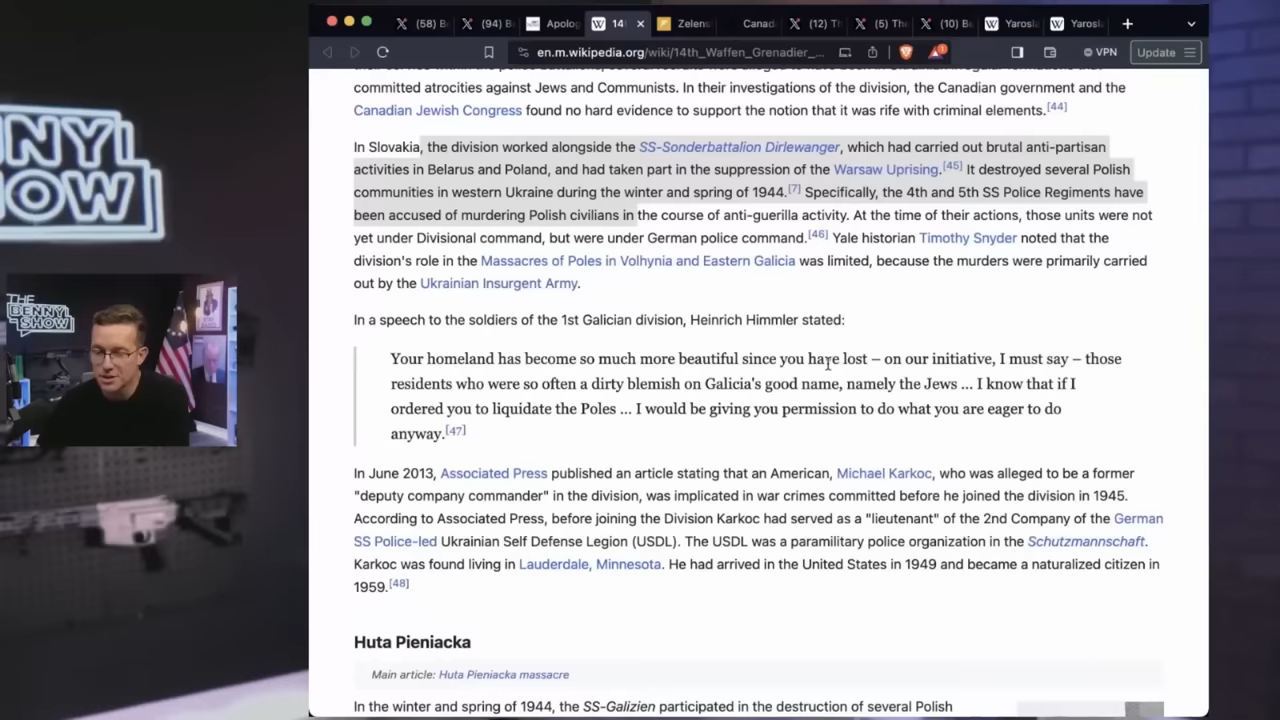 (58) B
(94) B
Apolog
14
Zelens
Canad
(12) T
(5) The
(10) B
Yarosla
Yarosl
en.m.wikipedia.org/wiki/14th_Waffen_Grenadier_...
1
VPN
Update
committed atrocities against Jews and Communists. In their investigations of the division, the Canadian government and the
Canadian Jewish Congress found no hard evidence to support the notion that it was rife with criminal elements.[44]
In Slovakia, the division worked alongside the SS-Sonderbattalion Dirlewanger, which had carried out brutal anti-partisan
activities in Belarus and Poland, and had taken part in the suppression of the Warsaw Uprising.[45] It destroyed several Polish
communities in western Ukraine during the winter and spring of 1944.[7] Specifically, the 4th and 5th SS Police Regiments have
been accused of murdering Polish civilians in the course of anti-guerilla activity. At the time of their actions, those units were not
yet under Divisional command, but were under German police command.[46] Yale historian Timothy Snyder noted that the
division's role in the Massacres of Poles in Volhynia and Eastern Galicia was limited, because the murders were primarily carried
out by the Ukrainian Insurgent Army.
In a speech to the soldiers of the 1st Galician division, Heinrich Himmler stated:
Your homeland has become so much more beautiful since you have lost – on our initiative, I must say – those
residents who were so often a dirty blemish on Galicia's good name, namely the Jews ... I know that if I
ordered you to liquidate the Poles ... I would be giving you permission to do what you are eager to do
anyway.[47]
In June 2013, Associated Press published an article stating that an American, Michael Karkoc, who was alleged to be a former
"deputy company commander" in the division, was implicated in war crimes committed before he joined the division in 1945.
According to Associated Press, before joining the Division Karkoc had served as a "lieutenant" of the 2nd Company of the German
SS Police-led Ukrainian Self Defense Legion (USDL). The USDL was a paramilitary police organization in the Schutzmannschaft.
Karkoc was found living in Lauderdale, Minnesota. He had arrived in the United States in 1949 and became a naturalized citizen in
1959.[48]
Huta Pieniacka
Main article: Huta Pieniacka massacre
In the winter and spring of 1944, the SS-Galizien participated in the destruction of several Polish
NNY
OW
THE
BENNY
SHOW